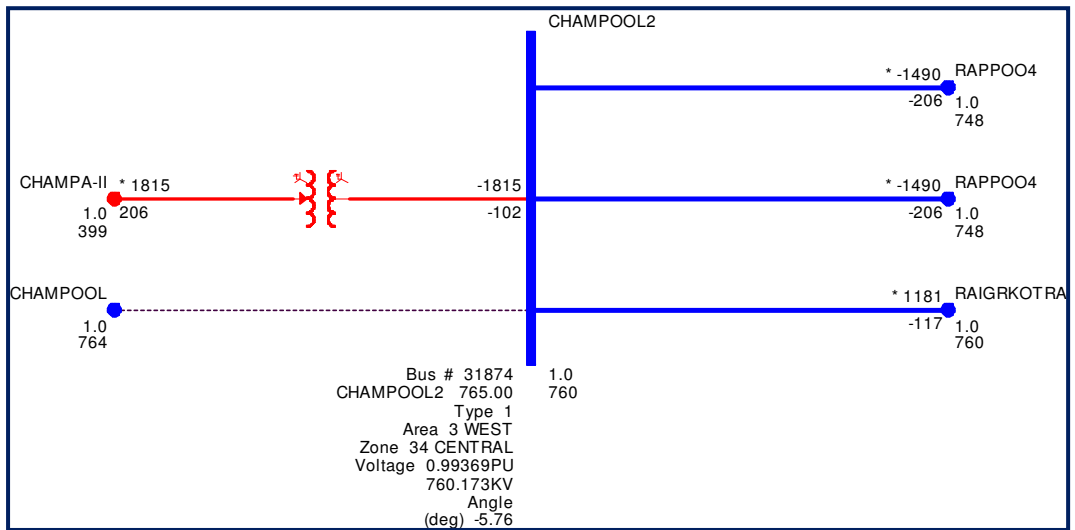 CHAMPOOL2
* -1490 RAPPOO4
-206 1.0
748
CHAMPA-II * 1815
-1815
* -1490 RAPPOO4
1.0 206
-102
-206 1.0
399
748
CHAMPOOL
* 1181 RAIGRKOTRA
1.0
-117 1.0
764
760
Bus # 31874 1.0
CHAMPOOL2 765.00 760
Type 1
Area 3 WEST
Zone 34 CENTRAL
Voltage 0.99369PU
760.173KV
Angle
(deg) -5.76